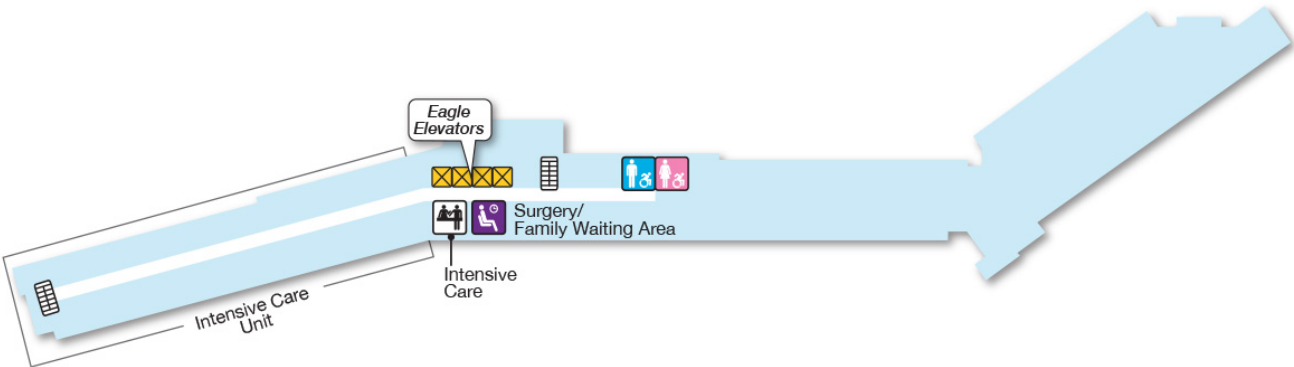 Eagle
Elevators
Surgery/
Family Waiting Area
Intensive
Care
Intensive Care
Unit